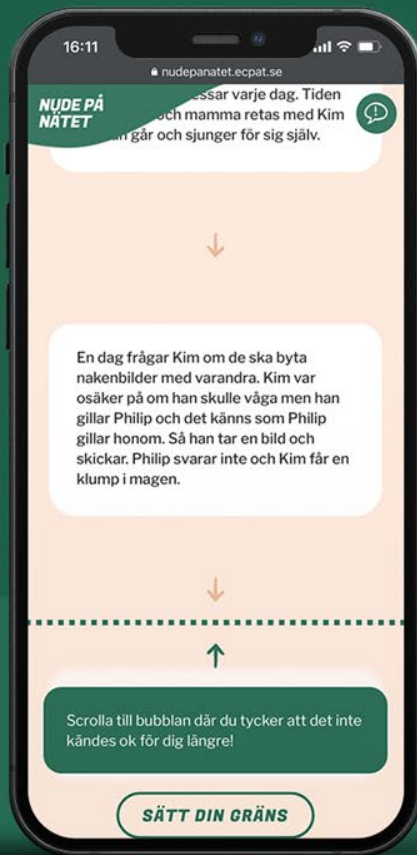 16:11
nudepanatet.ecpat.se
NUDE PÅ
NÄTET
essar varje dag. Tiden
och mamma retas med Kim
går och sjunger för sig själv.
En dag frågar Kim om de ska byta
nakenbilder med varandra. Kim var
osäker på om han skulle våga men han
gillar Philip och det känns som Philip
gillar honom. Så han tar en bild och
skickar. Philip svarar inte och Kim får en
klump i magen.
Scrolla till bubblan där du tycker att det inte
kändes ok för dig längre!
SÄTT DIN GRÄNS